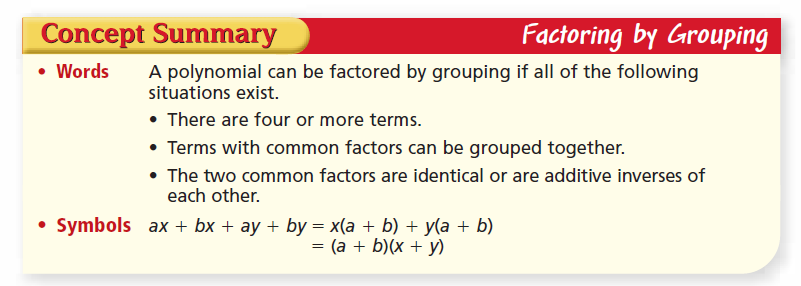 Concept Summary
Factoring by Grouping
• Words A polynomial can be factored by grouping if all of the following
situations exist.
• There are four or more terms.
• Terms with common factors can be grouped together.
• The two common factors are identical or are additive inverses of
each other.
• Symbols ax + bx + ay + by = x(a + b) + y(a + b)
= (a + b)(x + y)